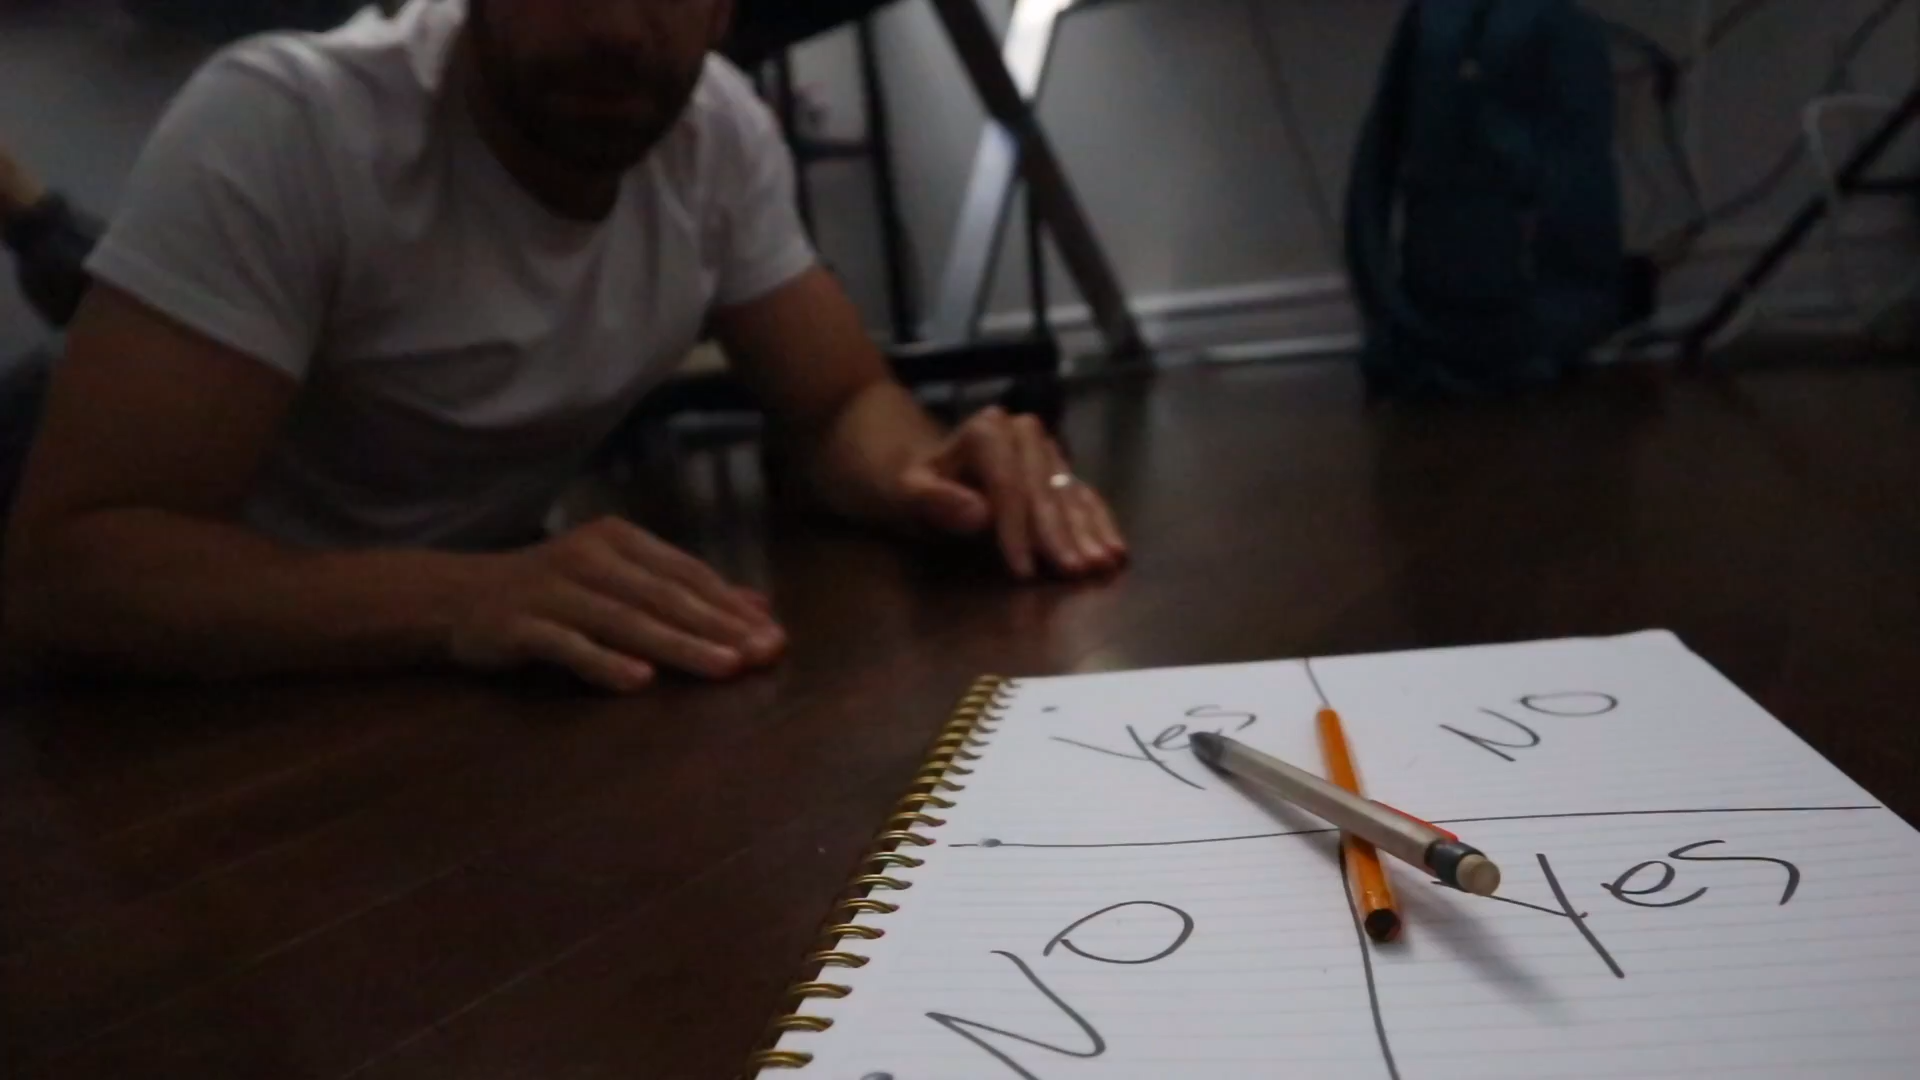 Yes NO
NO Yes